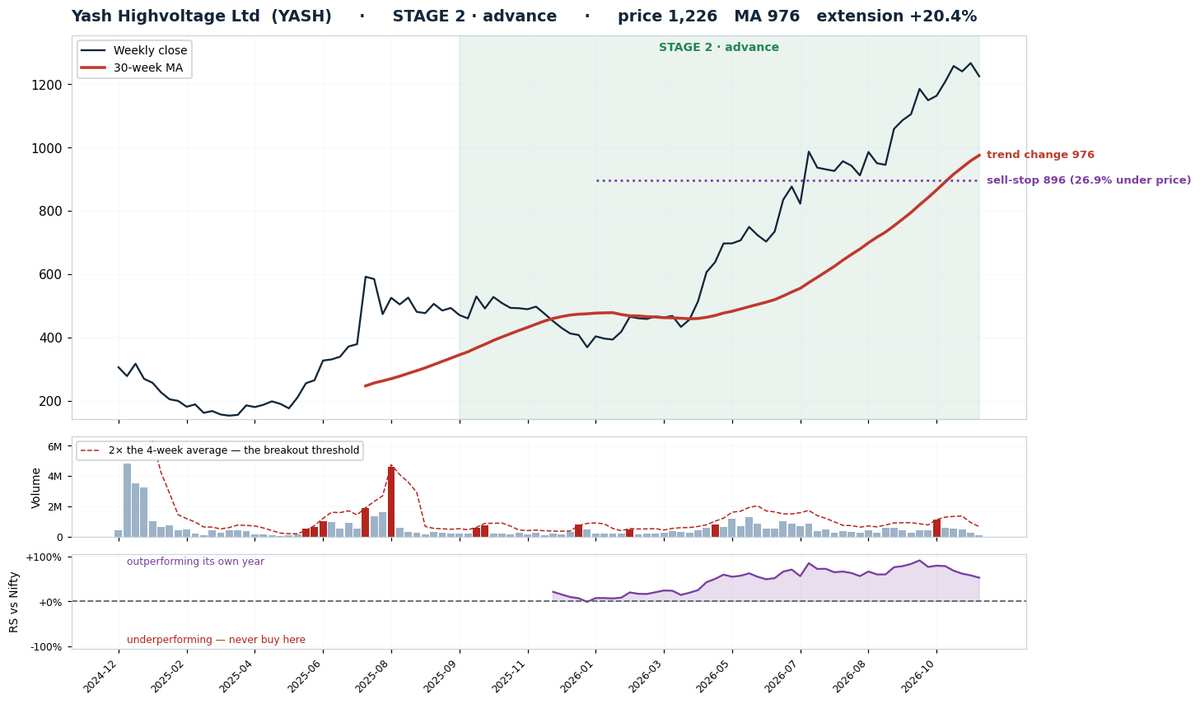 Yash Highvoltage Ltd (YASH) · STAGE 2 · advance · price 1,226 MA 976 extension +20.4%
Weekly close
30-week MA
STAGE 2 · advance
1200
1000
800
600
400
200
trend change 976
sell-stop 896 (26.9% under price)
Volume
6M
4M
2M
0
2× the 4-week average — the breakout threshold
RS vs Nifty
+100%
+0%
-100%
outperforming its own year
underperforming — never buy here
2024-12
2025-02
2025-04
2025-06
2025-08
2025-09
2025-11
2026-01
2026-03
2026-05
2026-07
2026-08
2026-10